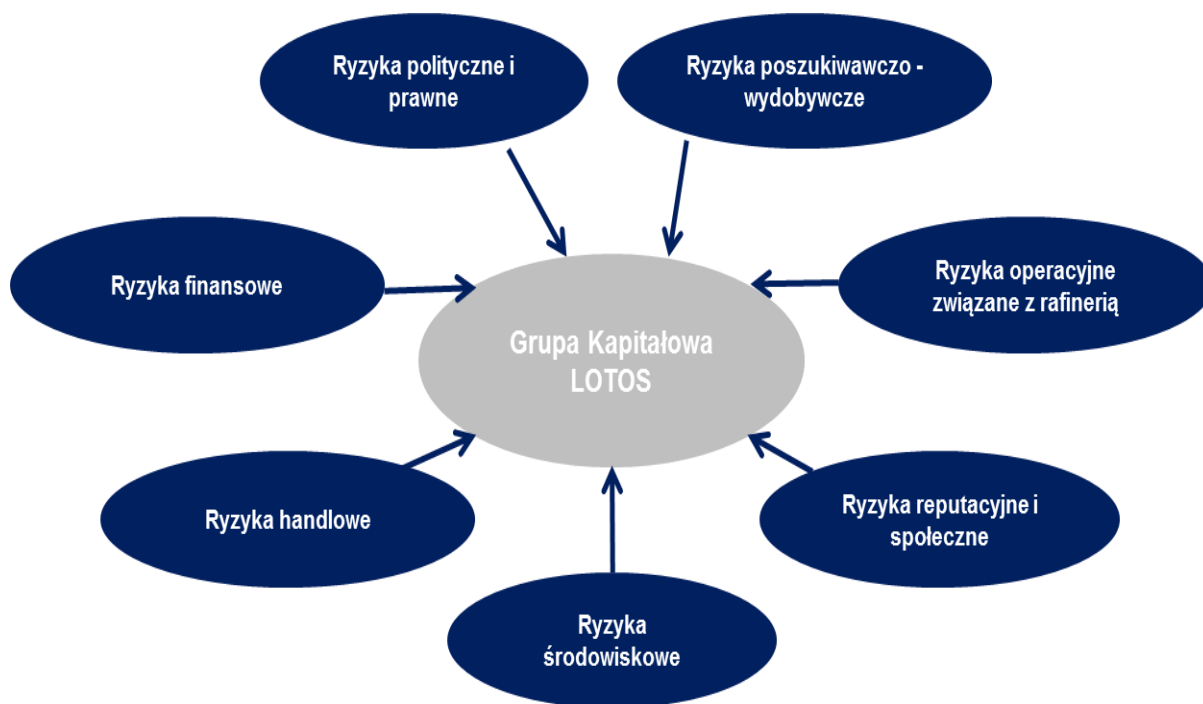 Ryzyka polityczne i
prawne
Ryzyka poszukiwawczo -
wydobywcze
Ryzyka finansowe
Ryzyka operacyjne
związane z rafinerią
Grupa Kapitałowa
LOTOS
Ryzyka handlowe
Ryzyka reputacyjne i
społeczne
Ryzyka
środowiskowe